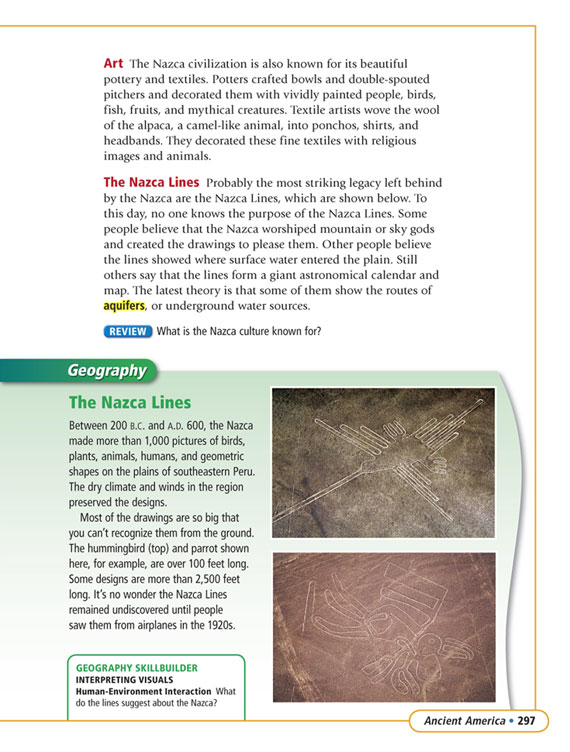 Art The Nazca civilization is also known for its beautiful
pottery and textiles. Potters crafted bowls and double-spouted
pitchers and decorated them with vividly painted people, birds,
fish, fruits, and mythical creatures. Textile artists wove the wool
of the alpaca, a camel-like animal, into ponchos, shirts, and
headbands. They decorated these fine textiles with religious
images and animals.
The Nazca Lines Probably the most striking legacy left behind
by the Nazca are the Nazca Lines, which are shown below. To
this day, no one knows the purpose of the Nazca Lines. Some
people believe that the Nazca worshiped mountain or sky gods
and created the drawings to please them. Other people believe
the lines showed where surface water entered the plain. Still
others say that the lines form a giant astronomical calendar and
map. The latest theory is that some of them show the routes of
aquifers, or underground water sources.
REVIEW What is the Nazca culture known for?
Geography
The Nazca Lines
Between 200 B.C. and A.D. 600, the Nazca
made more than 1,000 pictures of birds,
plants, animals, humans, and geometric
shapes on the plains of southeastern Peru.
The dry climate and winds in the region
preserved the designs.
Most of the drawings are so big that
you can't recognize them from the ground.
The hummingbird (top) and parrot shown
here, for example, are over 100 feet long.
Some designs are more than 2,500 feet
long. It's no wonder the Nazca Lines
remained undiscovered until people
saw them from airplanes in the 1920s.
GEOGRAPHY SKILLBUILDER
INTERPRETING VISUALS
Human-Environment Interaction What
do the lines suggest about the Nazca?
Ancient America • 297